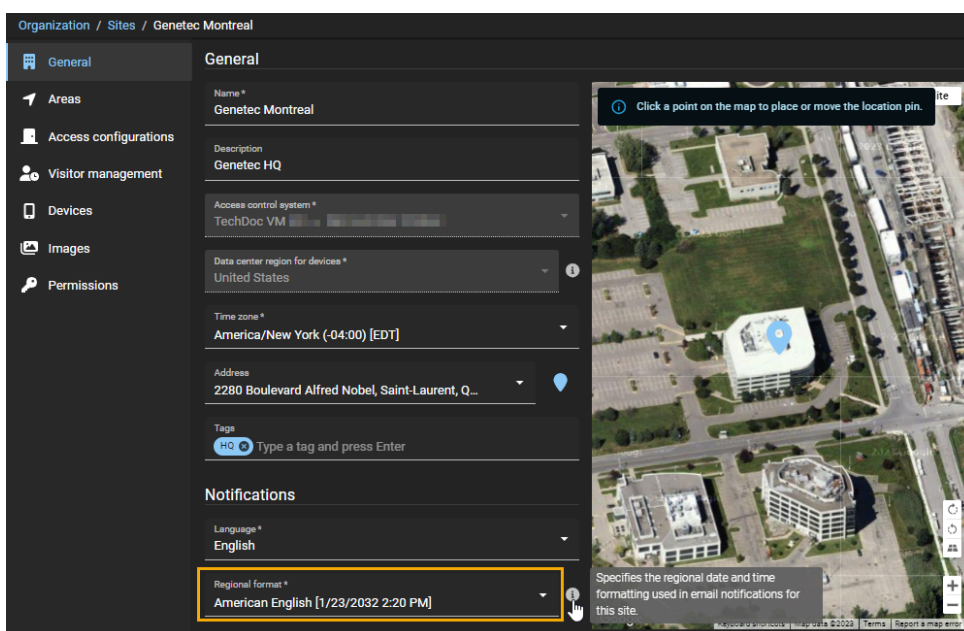 Organization / Sites / Genetec Montreal
General
Areas
Access configurations
Visitor management
Devices
Images
Permissions
General
Name *
Genetec Montreal
Description
Genetec HQ
Access control system *
TechDoc VM
Data center region for devices *
United States
Time zone *
America/New York (-04:00) [EDT]
Address
2280 Boulevard Alfred Nobel, Saint-Laurent, Q...
Tags
HQ Type a tag and press Enter
Notifications
Language *
English
Regional format *
American English [1/23/2032 2:20 PM]
Click a point on the map to place or move the location pin.
Specifies the regional date and time
formatting used in email notifications for
this site.
Keyboard shortcuts Map data ©2023 Terms Report a map error